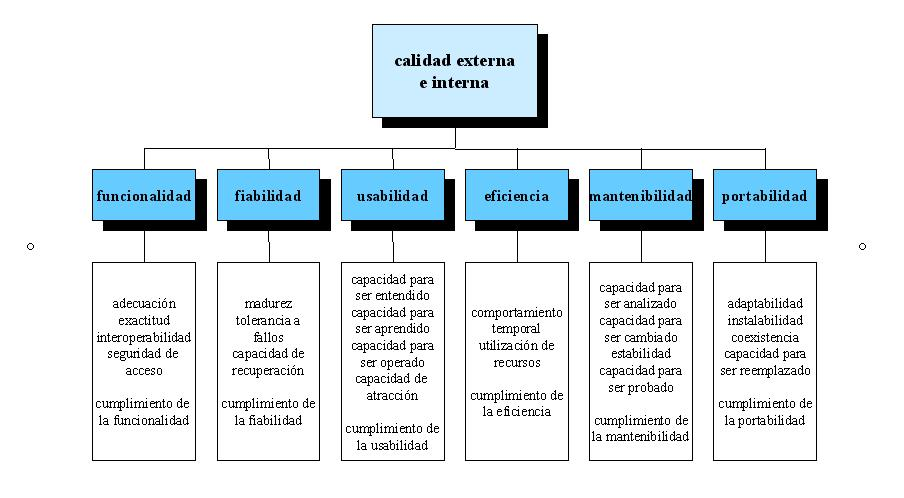 calidad externa
e interna
funcionalidad
fiabilidad
usabilidad
eficiencia
mantenibilidad
portabilidad
adecuación
exactitud
interoperabilidad
seguridad de
acceso
cumplimiento de
la funcionalidad
madurez
tolerancia a
fallos
capacidad de
recuperación
cumplimiento de
la fiabilidad
capacidad para
ser entendido
capacidad para
ser aprendido
capacidad para
ser operado
capacidad de
atracción
cumplimiento de
la usabilidad
comportamiento
temporal
utilización de
recursos
cumplimiento de
la eficiencia
capacidad para
ser analizado
capacidad para
ser cambiado
estabilidad
capacidad para
ser probado
cumplimiento de
la mantenibilidad
adaptabilidad
instalabilidad
coexistencia
capacidad para
ser reemplazado
cumplimiento de
la portabilidad